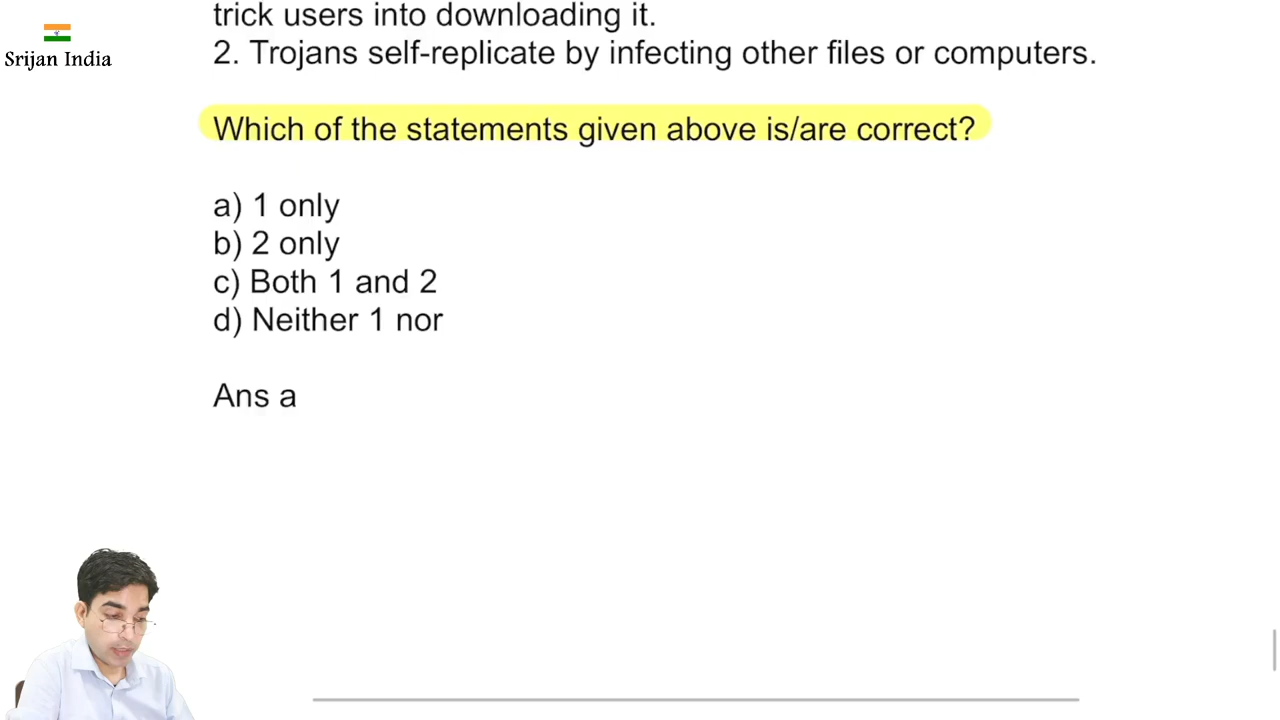 trick users into downloading it.
2. Trojans self-replicate by infecting other files or computers.
Srijan India
Which of the statements given above is/are correct?
a) 1 only
b) 2 only
c) Both 1 and 2
d) Neither 1 nor
Ans a